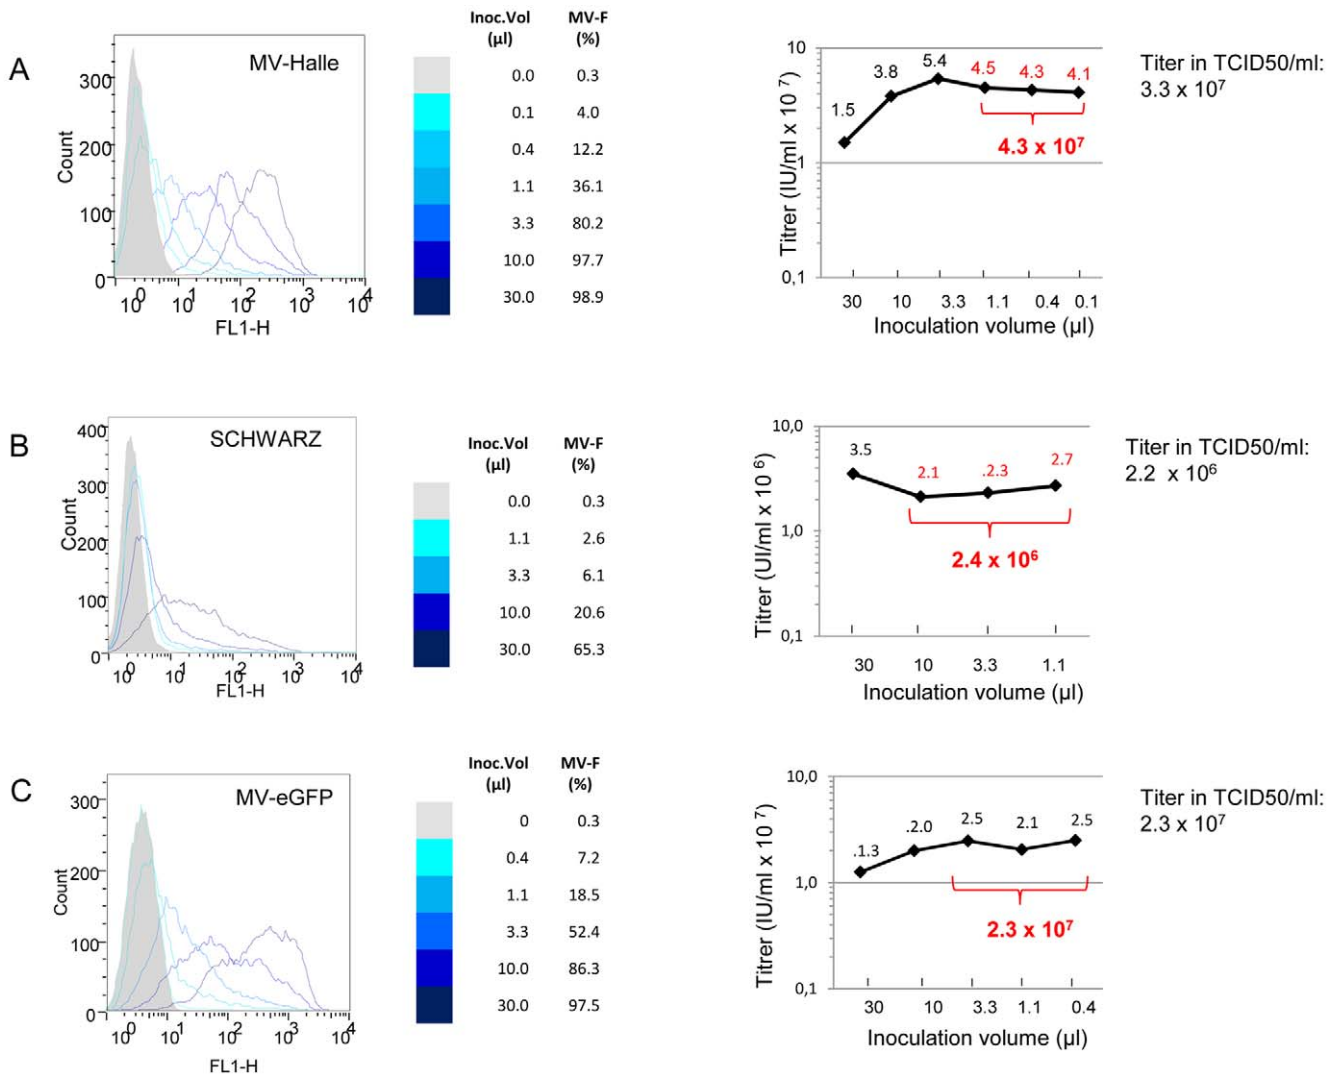 A
MV-Halle
Count
300
200
100
0
10^0 10^1 10^2 10^3 10^4
FL1-H
Inoc.Vol (µl) MV-F (%)
0.0 0.3
0.1 4.0
0.4 12.2
1.1 36.1
3.3 80.2
10.0 97.7
30.0 98.9
Titrer (IU/ml x 10^7)
10
1
0,1
1.5 3.8 5.4 4.5 4.3 4.1
4.3 x 10^7
30 10 3.3 1.1 0.4 0.1
Inoculation volume (µl)
Titer in TCID50/ml:
3.3 x 10^7
B
SCHWARZ
Count
400
300
200
100
0
10^0 10^1 10^2 10^3 10^4
FL1-H
Inoc.Vol (µl) MV-F (%)
0.0 0.3
1.1 2.6
3.3 6.1
10.0 20.6
30.0 65.3
Titrer (UI/ml x 10^6)
10,0
1,0
0,1
3.5 2.1 .2.3 2.7
2.4 x 10^6
30 10 3.3 1.1
Inoculation volume (µl)
Titer in TCID50/ml:
2.2 x 10^6
C
MV-eGFP
Count
300
200
100
0
10^0 10^1 10^2 10^3 10^4
FL1-H
Inoc.Vol (µl) MV-F (%)
0 0.3
0.4 7.2
1.1 18.5
3.3 52.4
10.0 86.3
30.0 97.5
Titrer (IU/ml x 10^7)
10,0
1,0
0,1
.1.3 .2.0 2.5 2.1 2.5
2.3 x 10^7
30 10 3.3 1.1 0.4
Inoculation volume (µl)
Titer in TCID50/ml:
2.3 x 10^7